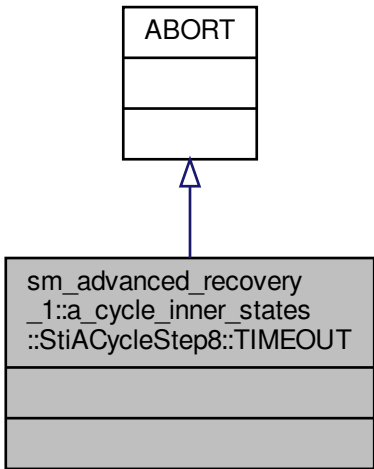 ABORT
sm_advanced_recovery
_1::a_cycle_inner_states
::StiACycleStep8::TIMEOUT